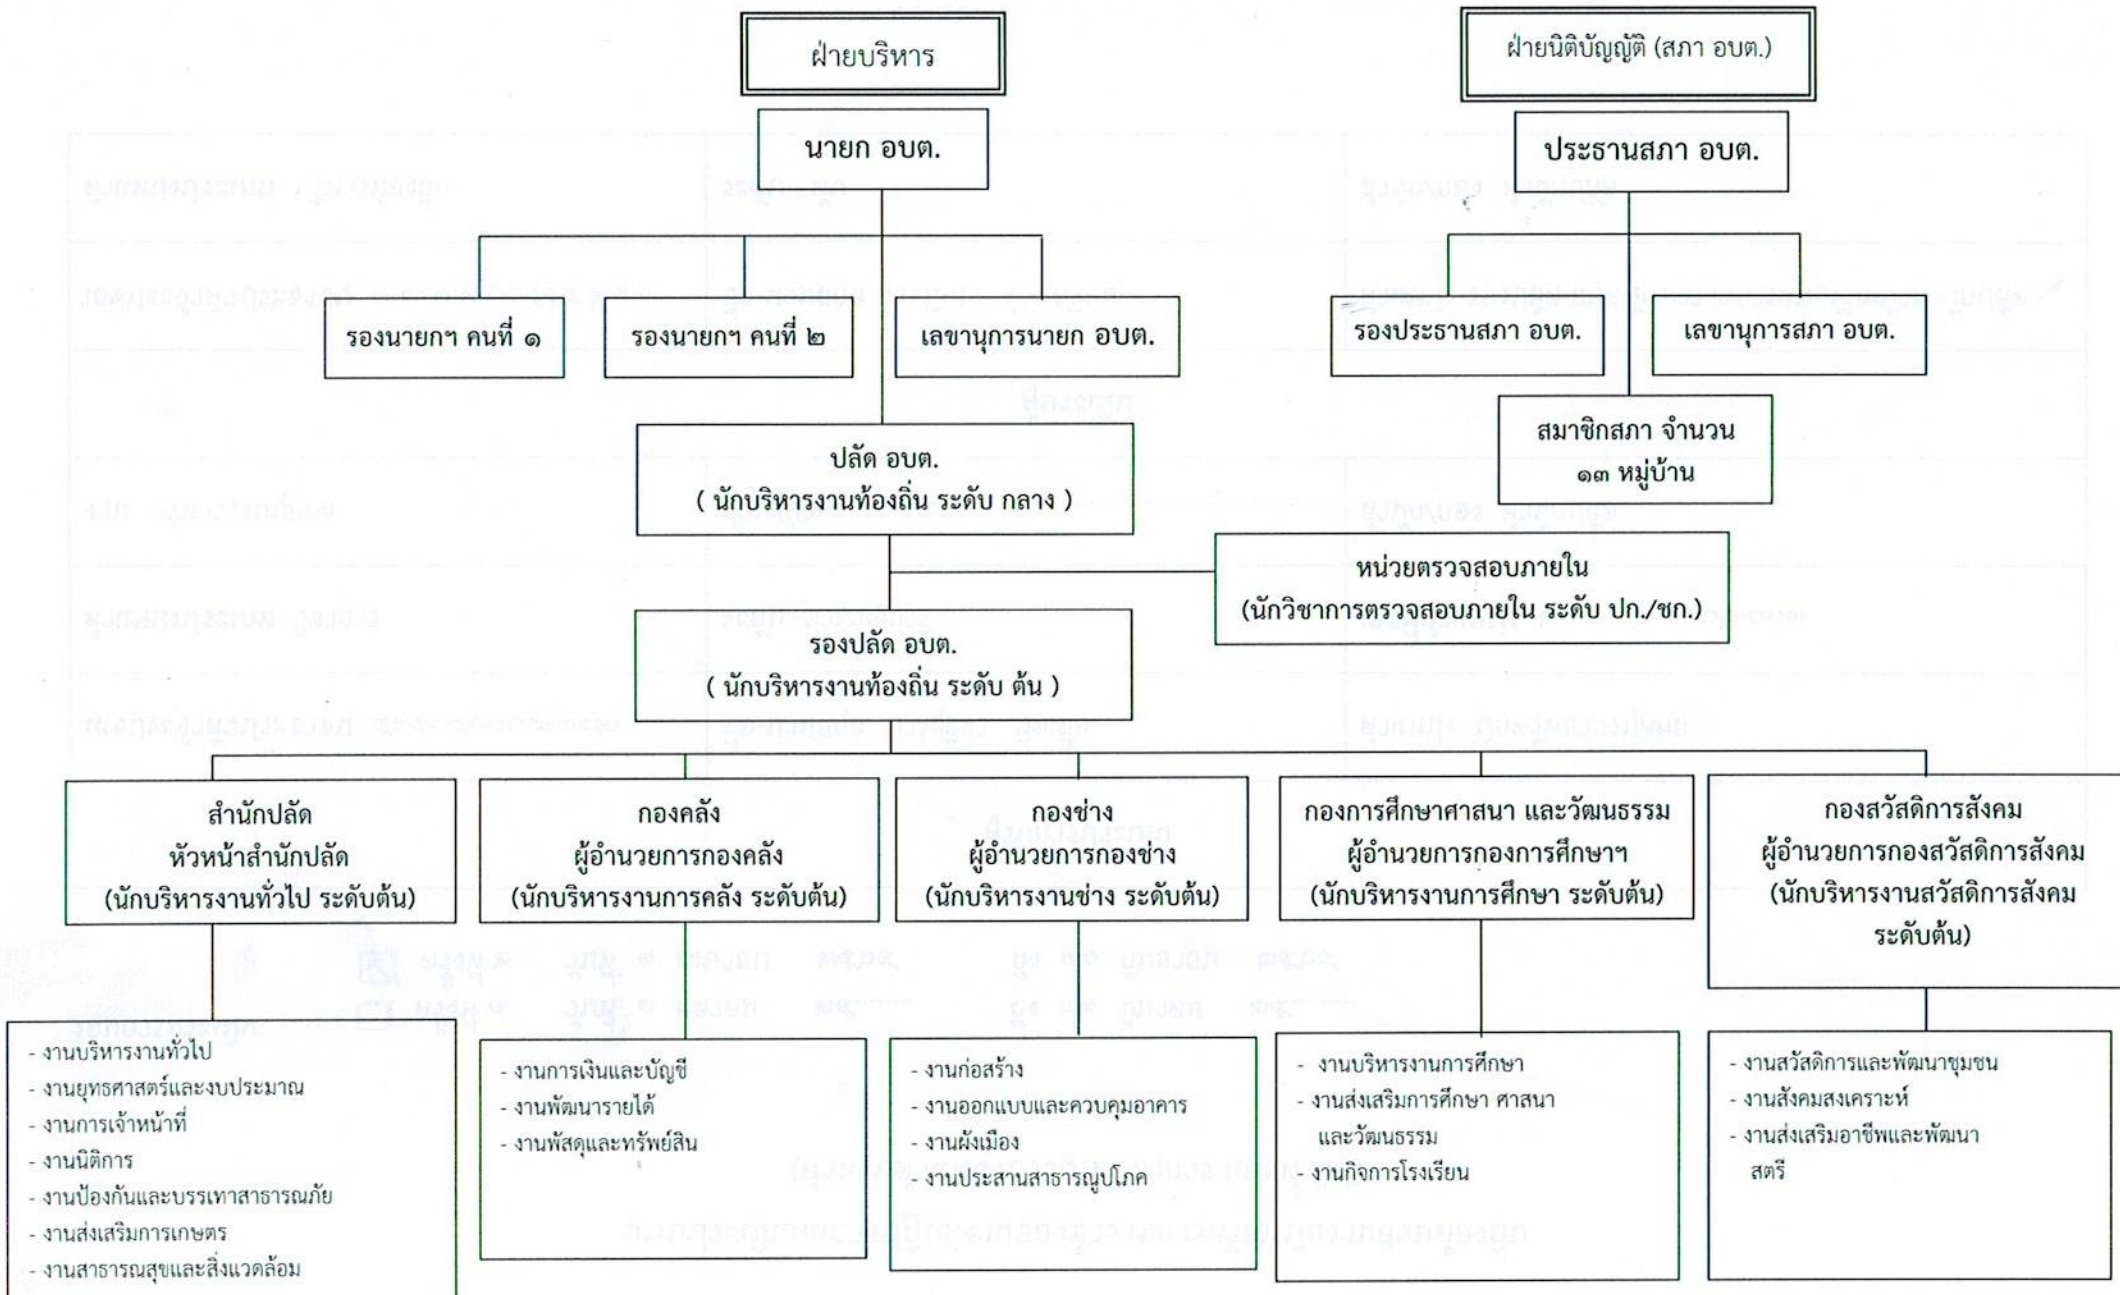 ฝ่ายบริหาร
ฝ่ายนิติบัญญัติ (สภา อบต.)
นายก อบต.
ประธานสภา อบต.
รองนายกฯ คนที่ ๑
รองนายกฯ คนที่ ๒
เลขานุการนายก อบต.
รองประธานสภา อบต.
เลขานุการสภา อบต.
สมาชิกสภา จำนวน
๑๓ หมู่บ้าน
ปลัด อบต.
( นักบริหารงานท้องถิ่น ระดับ กลาง )
หน่วยตรวจสอบภายใน
(นักวิชาการตรวจสอบภายใน ระดับ ปก./ชก.)
รองปลัด อบต.
( นักบริหารงานท้องถิ่น ระดับ ต้น )
สำนักปลัด
หัวหน้าสำนักปลัด
(นักบริหารงานทั่วไป ระดับต้น)
กองคลัง
ผู้อำนวยการกองคลัง
(นักบริหารงานการคลัง ระดับต้น)
กองช่าง
ผู้อำนวยการกองช่าง
(นักบริหารงานช่าง ระดับต้น)
กองการศึกษาศาสนา และวัฒนธรรม
ผู้อำนวยการกองการศึกษาฯ
(นักบริหารงานการศึกษา ระดับต้น)
กองสวัสดิการสังคม
ผู้อำนวยการกองสวัสดิการสังคม
(นักบริหารงานสวัสดิการสังคม
ระดับต้น)
- งานบริหารงานทั่วไป
- งานยุทธศาสตร์และงบประมาณ
- งานการเจ้าหน้าที่
- งานนิติการ
- งานป้องกันและบรรเทาสาธารณภัย
- งานส่งเสริมการเกษตร
- งานสาธารณสุขและสิ่งแวดล้อม
- งานการเงินและบัญชี
- งานพัฒนารายได้
- งานพัสดุและทรัพย์สิน
- งานก่อสร้าง
- งานออกแบบและควบคุมอาคาร
- งานผังเมือง
- งานประสานสาธารณูปโภค
- งานบริหารงานการศึกษา
- งานส่งเสริมการศึกษา ศาสนา
และวัฒนธรรม
- งานกิจการโรงเรียน
- งานสวัสดิการและพัฒนาชุมชน
- งานสังคมสงเคราะห์
- งานส่งเสริมอาชีพและพัฒนา
สตรี